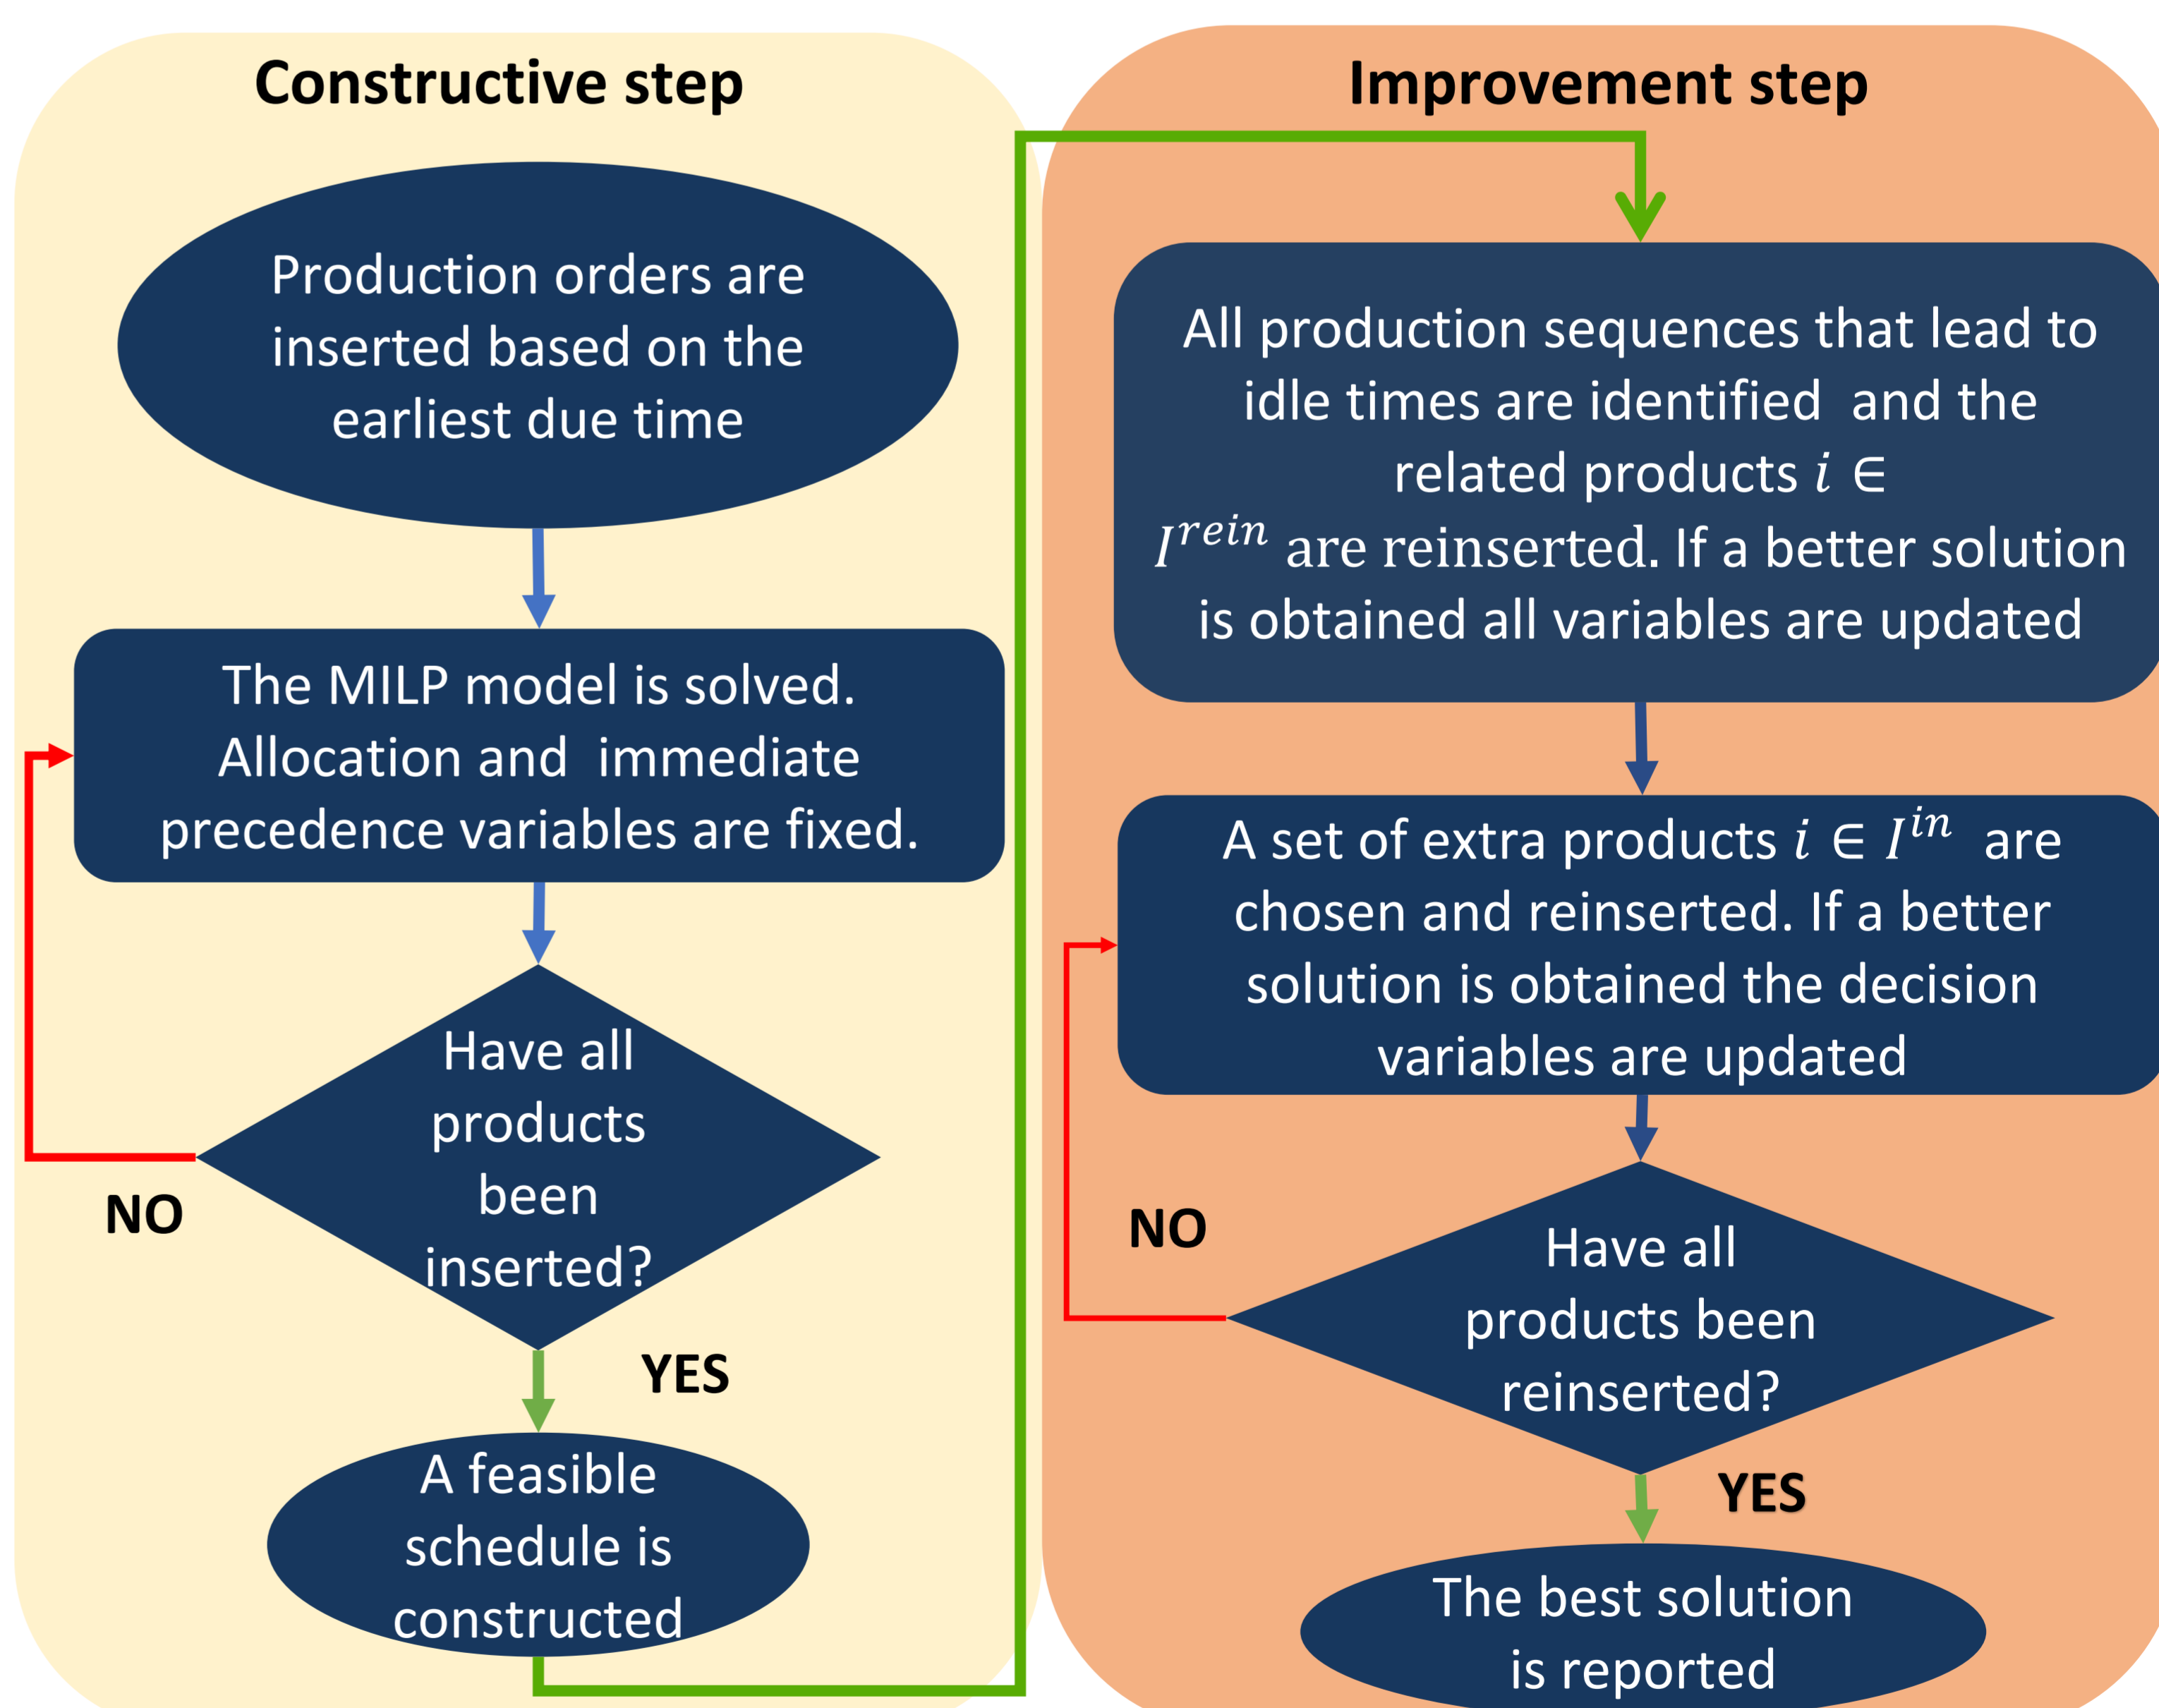 Constructive step
Production orders are
inserted based on the
earliest due time
The MILP model is solved.
Allocation and immediate
precedence variables are fixed.
Have all
products
been
inserted?
NO
YES
A feasible
schedule is
constructed
Improvement step
All production sequences that lead to
idle times are identified and the
related products i ∈
I^rein are reinserted. If a better solution
is obtained all variables are updated
A set of extra products i ∈ I^in are
chosen and reinserted. If a better
solution is obtained the decision
variables are updated
NO
Have all
products been
reinserted?
YES
The best solution
is reported